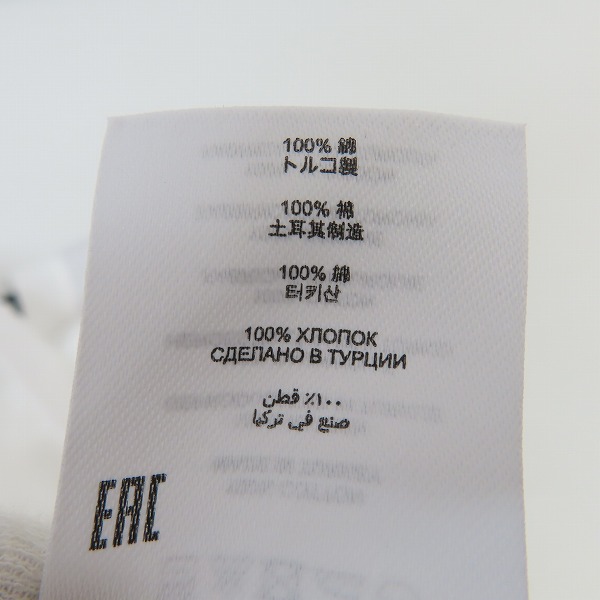 100% 綿
トルコ製
100% 棉
土耳其制造
100% 綿
터키산
100% ХЛОПОК
СДЕЛАНО В ТУРЦИИ
١٠٠٪ قطن
صنع في تركيا
EAC